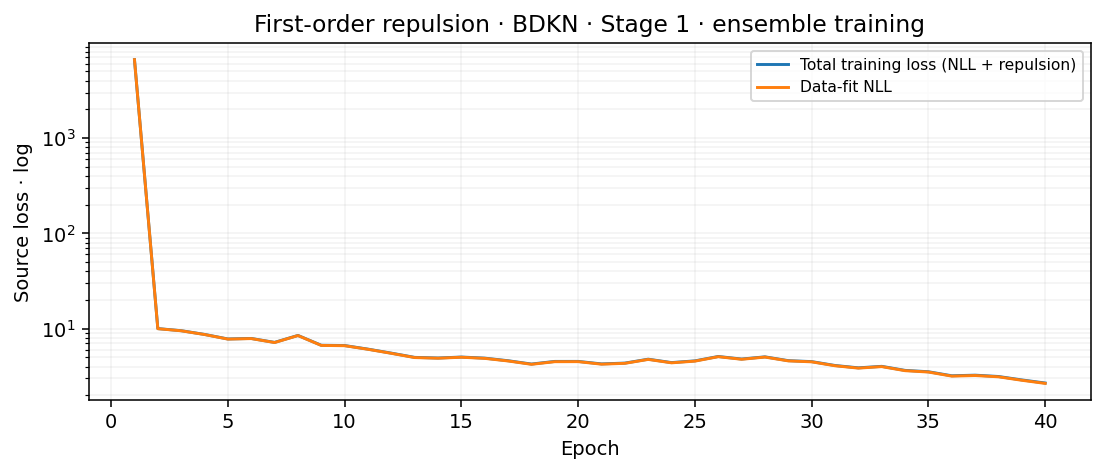 First-order repulsion · BDKN · Stage 1 · ensemble training
Total training loss (NLL + repulsion)
Data-fit NLL
Source loss · log
10³
10²
10¹
0 5 10 15 20 25 30 35 40
Epoch